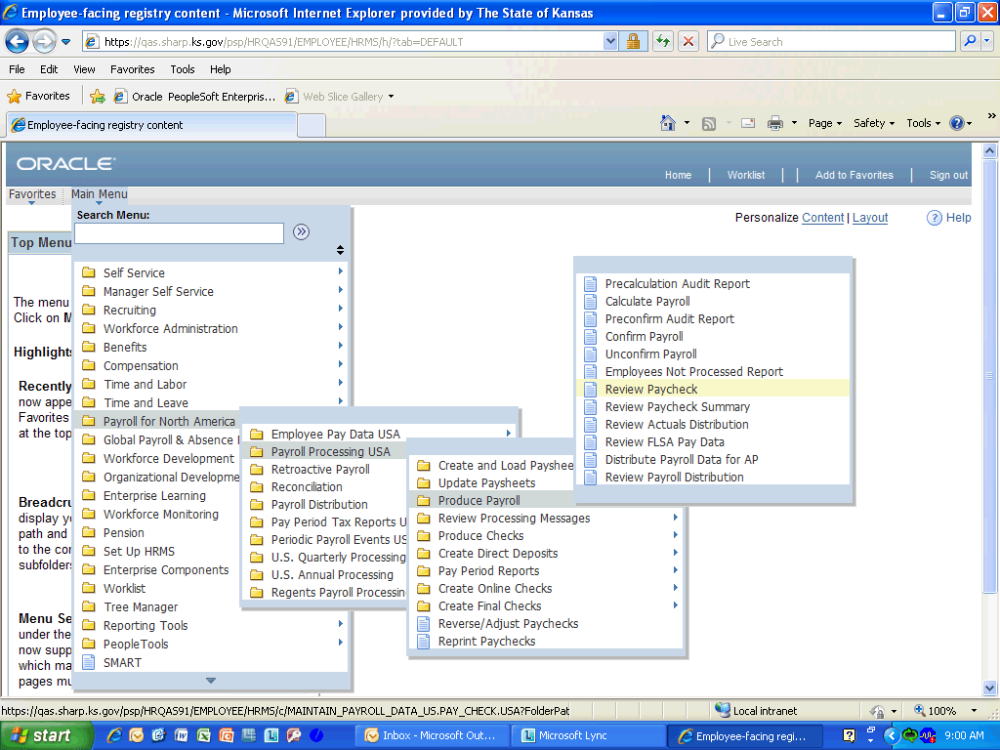 Employee-facing registry content - Microsoft Internet Explorer provided by The State of Kansas
https://qas.sharp.ks.gov/psp/HRQAS91/EMPLOYEE/HRMS/h/?tab=DEFAULT
Live Search
File Edit View Favorites Tools Help
Favorites Oracle PeopleSoft Enterpris... Web Slice Gallery
Employee-facing registry content
Page Safety Tools
ORACLE
Home Worklist Add to Favorites Sign out
Favorites Main Menu
Personalize Content | Layout Help
Search Menu:
Top Menu
The menu
Click on M
Highlights
Recently
now appe
Favorites
at the top
Breadcru
display yo
path and
to the cor
subfolders
Menu Se
under the
now supp
which ma
pages mu
Self Service
Manager Self Service
Recruiting
Workforce Administration
Benefits
Compensation
Time and Labor
Time and Leave
Payroll for North America
Global Payroll & Absence
Workforce Development
Organizational Developme
Enterprise Learning
Workforce Monitoring
Pension
Set Up HRMS
Enterprise Components
Worklist
Tree Manager
Reporting Tools
PeopleTools
SMART
Employee Pay Data USA
Payroll Processing USA
Retroactive Payroll
Reconciliation
Payroll Distribution
Pay Period Tax Reports U
Periodic Payroll Events US
U.S. Quarterly Processing
U.S. Annual Processing
Regents Payroll Processin
Create and Load Payshee
Update Paysheets
Produce Payroll
Review Processing Messages
Produce Checks
Create Direct Deposits
Pay Period Reports
Create Online Checks
Create Final Checks
Reverse/Adjust Paychecks
Reprint Paychecks
Precalculation Audit Report
Calculate Payroll
Preconfirm Audit Report
Confirm Payroll
Unconfirm Payroll
Employees Not Processed Report
Review Paycheck
Review Paycheck Summary
Review Actuals Distribution
Review FLSA Pay Data
Distribute Payroll Data for AP
Review Payroll Distribution
https://qas.sharp.ks.gov/psp/HRQAS91/EMPLOYEE/HRMS/c/MAINTAIN_PAYROLL_DATA_US.PAY_CHECK.USA?FolderPat
Local intranet
100%
start
Inbox - Microsoft Out...
Microsoft Lync
Employee-facing regi...
9:00 AM